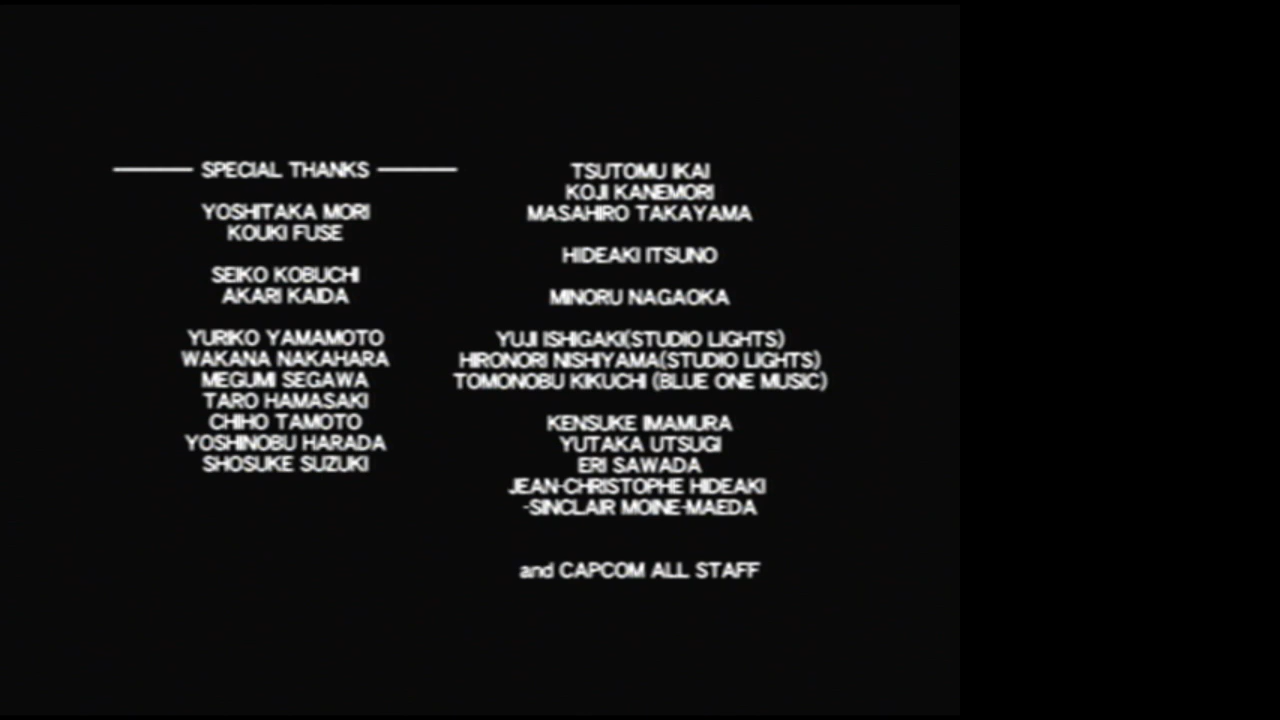 SPECIAL THANKS
YOSHITAKA MORI
KOUKI FUSE
SEIKO KOBUCHI
AKARI KAIDA
YURIKO YAMAMOTO
WAKANA NAKAHARA
MEGUMI SEGAWA
TARO HAMASAKI
CHIHO TAMOTO
YOSHINOBU HARADA
SHOSUKE SUZUKI
TSUTOMU IKAI
KOJI KANEMORI
MASAHIRO TAKAYAMA
HIDEAKI ITSUNO
MINORU NAGAOKA
YUJI ISHIGAKI(STUDIO LIGHTS)
HIRONORI NISHIYAMA(STUDIO LIGHTS)
TOMONOBU KIKUCHI (BLUE ONE MUSIC)
KENSUKE IMAMURA
YUTAKA UTSUGI
ERI SAWADA
JEAN-CHRISTOPHE HIDEAKI
-SINCLAIR MOINE-MAEDA
and CAPCOM ALL STAFF